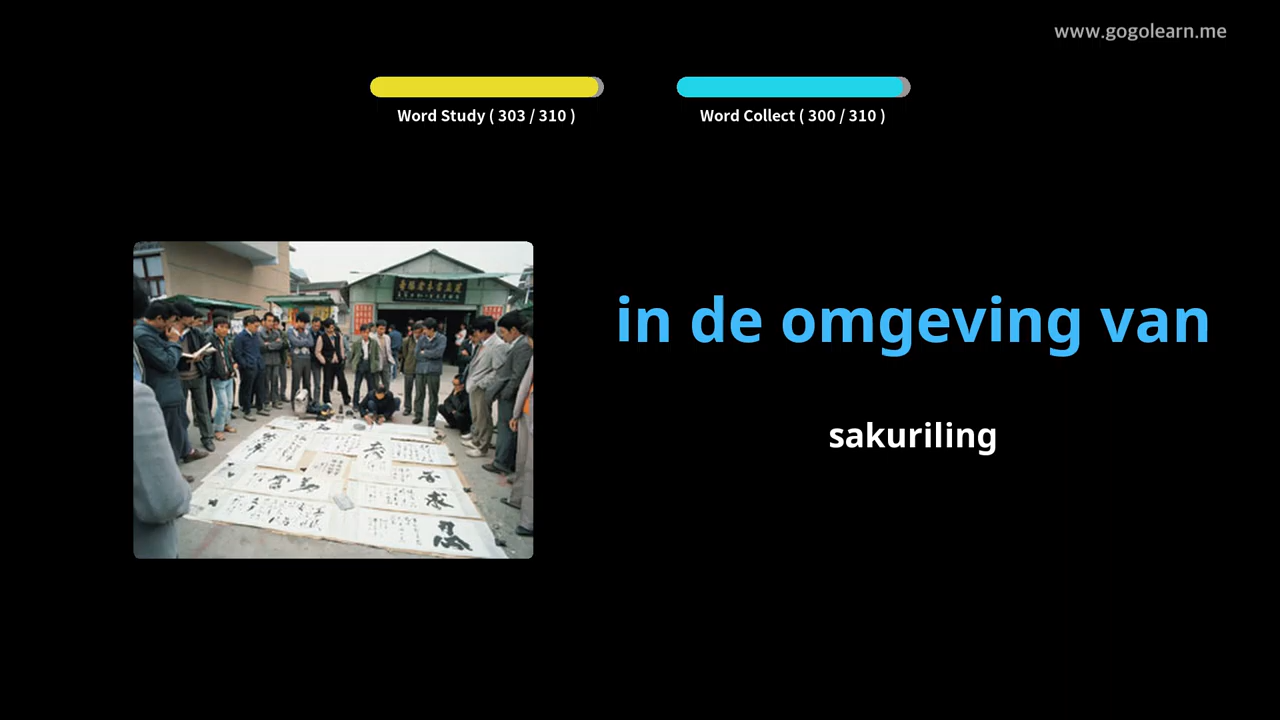 www.gogolearn.me
Word Study ( 303 / 310 )
Word Collect ( 300 / 310 )
in de omgeving van
sakuriling